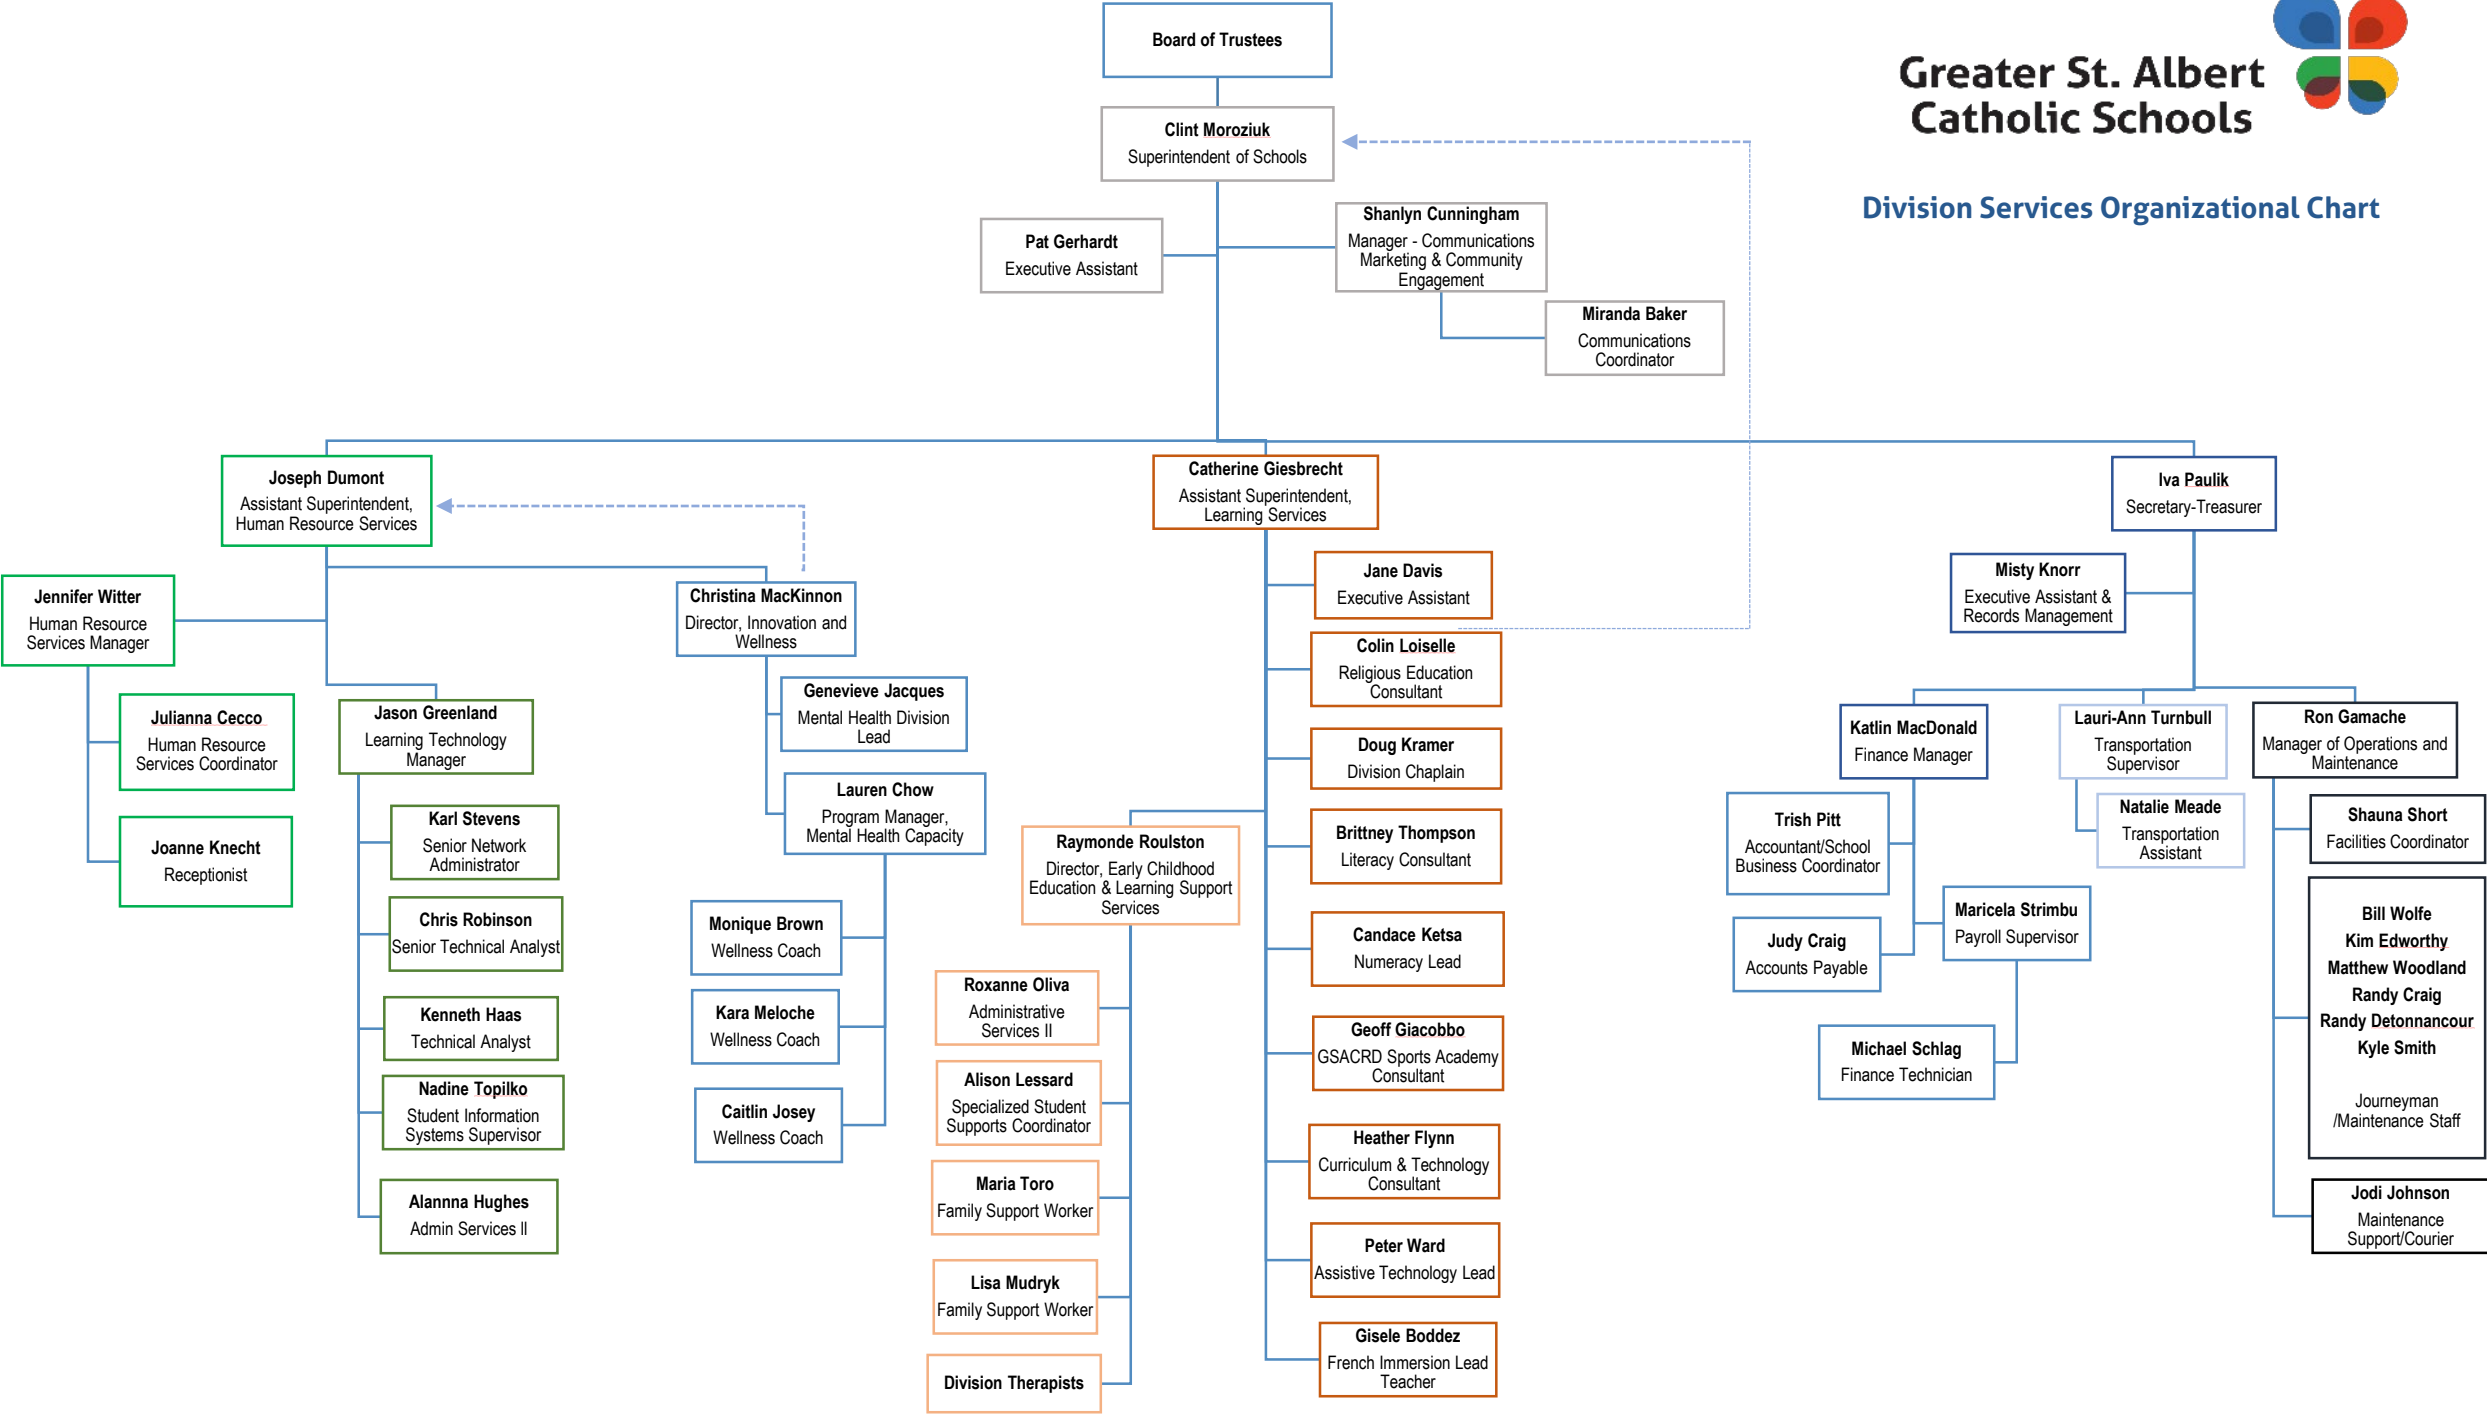 Board of Trustees
Greater St. Albert
Catholic Schools
Division Services Organizational Chart
Clint Moroziuk
Superintendent of Schools
Pat Gerhardt
Executive Assistant
Shanlyn Cunningham
Manager - Communications
Marketing & Community
Engagement
Miranda Baker
Communications
Coordinator
Joseph Dumont
Assistant Superintendent,
Human Resource Services
Jennifer Witter
Human Resource
Services Manager
Julianna Cecco
Human Resource
Services Coordinator
Joanne Knecht
Receptionist
Jason Greenland
Learning Technology
Manager
Karl Stevens
Senior Network
Administrator
Chris Robinson
Senior Technical Analyst
Kenneth Haas
Technical Analyst
Nadine Topilko
Student Information
Systems Supervisor
Alannna Hughes
Admin Services II
Christina MacKinnon
Director, Innovation and
Wellness
Genevieve Jacques
Mental Health Division
Lead
Lauren Chow
Program Manager,
Mental Health Capacity
Monique Brown
Wellness Coach
Kara Meloche
Wellness Coach
Caitlin Josey
Wellness Coach
Catherine Giesbrecht
Assistant Superintendent,
Learning Services
Jane Davis
Executive Assistant
Colin Loiselle
Religious Education
Consultant
Doug Kramer
Division Chaplain
Brittney Thompson
Literacy Consultant
Candace Ketsa
Numeracy Lead
Geoff Giacobbo
GSACRD Sports Academy
Consultant
Heather Flynn
Curriculum & Technology
Consultant
Peter Ward
Assistive Technology Lead
Gisele Boddez
French Immersion Lead
Teacher
Raymonde Roulston
Director, Early Childhood
Education & Learning Support
Services
Roxanne Oliva
Administrative
Services II
Alison Lessard
Specialized Student
Supports Coordinator
Maria Toro
Family Support Worker
Lisa Mudryk
Family Support Worker
Division Therapists
Iva Paulik
Secretary-Treasurer
Misty Knorr
Executive Assistant &
Records Management
Katlin MacDonald
Finance Manager
Trish Pitt
Accountant/School
Business Coordinator
Judy Craig
Accounts Payable
Maricela Strimbu
Payroll Supervisor
Michael Schlag
Finance Technician
Lauri-Ann Turnbull
Transportation
Supervisor
Natalie Meade
Transportation
Assistant
Ron Gamache
Manager of Operations and
Maintenance
Shauna Short
Facilities Coordinator
Bill Wolfe
Kim Edworthy
Matthew Woodland
Randy Craig
Randy Detonnancour
Kyle Smith
Journeyman
/Maintenance Staff
Jodi Johnson
Maintenance
Support/Courier